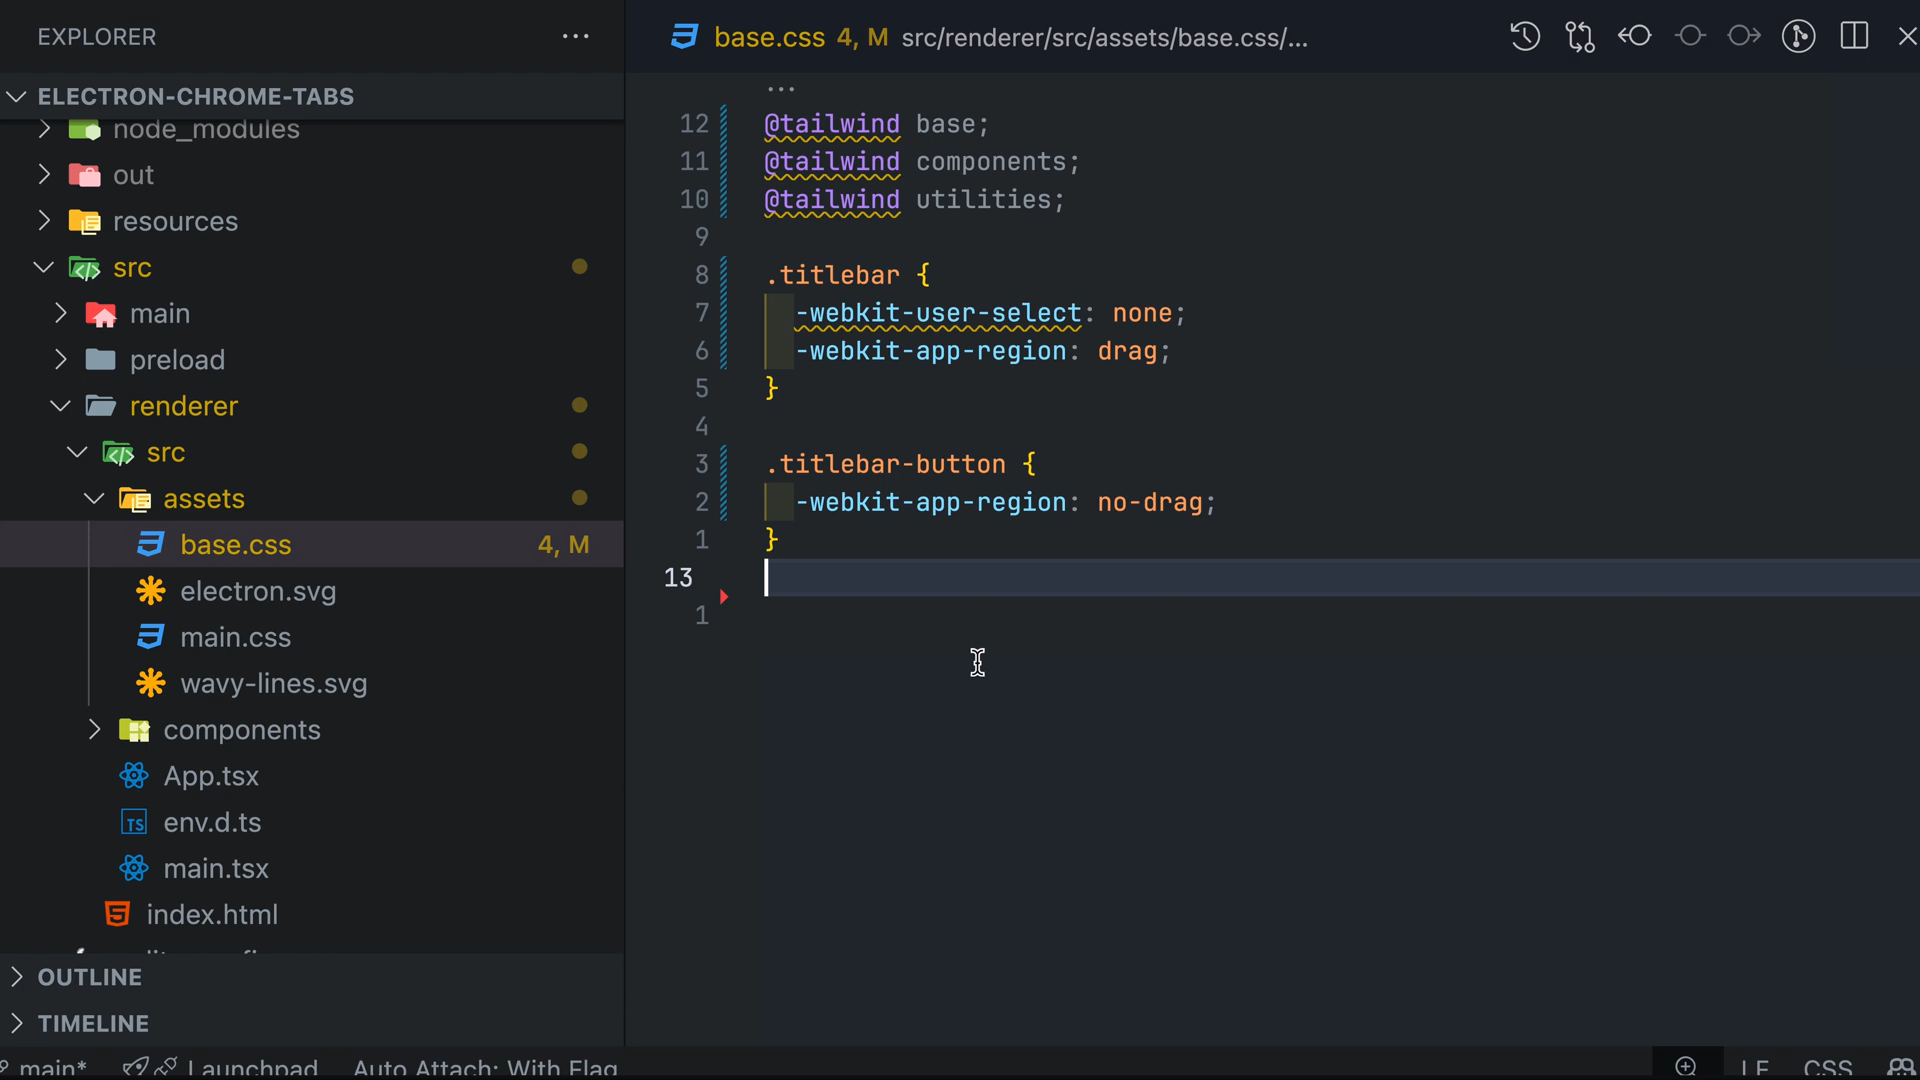 EXPLORER
ELECTRON-CHROME-TABS
node_modules
out
resources
src
main
preload
renderer
src
assets
base.css 4, M
electron.svg
main.css
wavy-lines.svg
components
App.tsx
TS env.d.ts
main.tsx
index.html
OUTLINE
TIMELINE
base.css 4, M src/renderer/src/assets/base.css/...
...
12 @tailwind base;
11 @tailwind components;
10 @tailwind utilities;
9
8 .titlebar {
7 -webkit-user-select: none;
6 -webkit-app-region: drag;
5 }
4
3 .titlebar-button {
2 -webkit-app-region: no-drag;
1 }
13
1
main* Launchpad Auto Attach: With Flag LF CSS